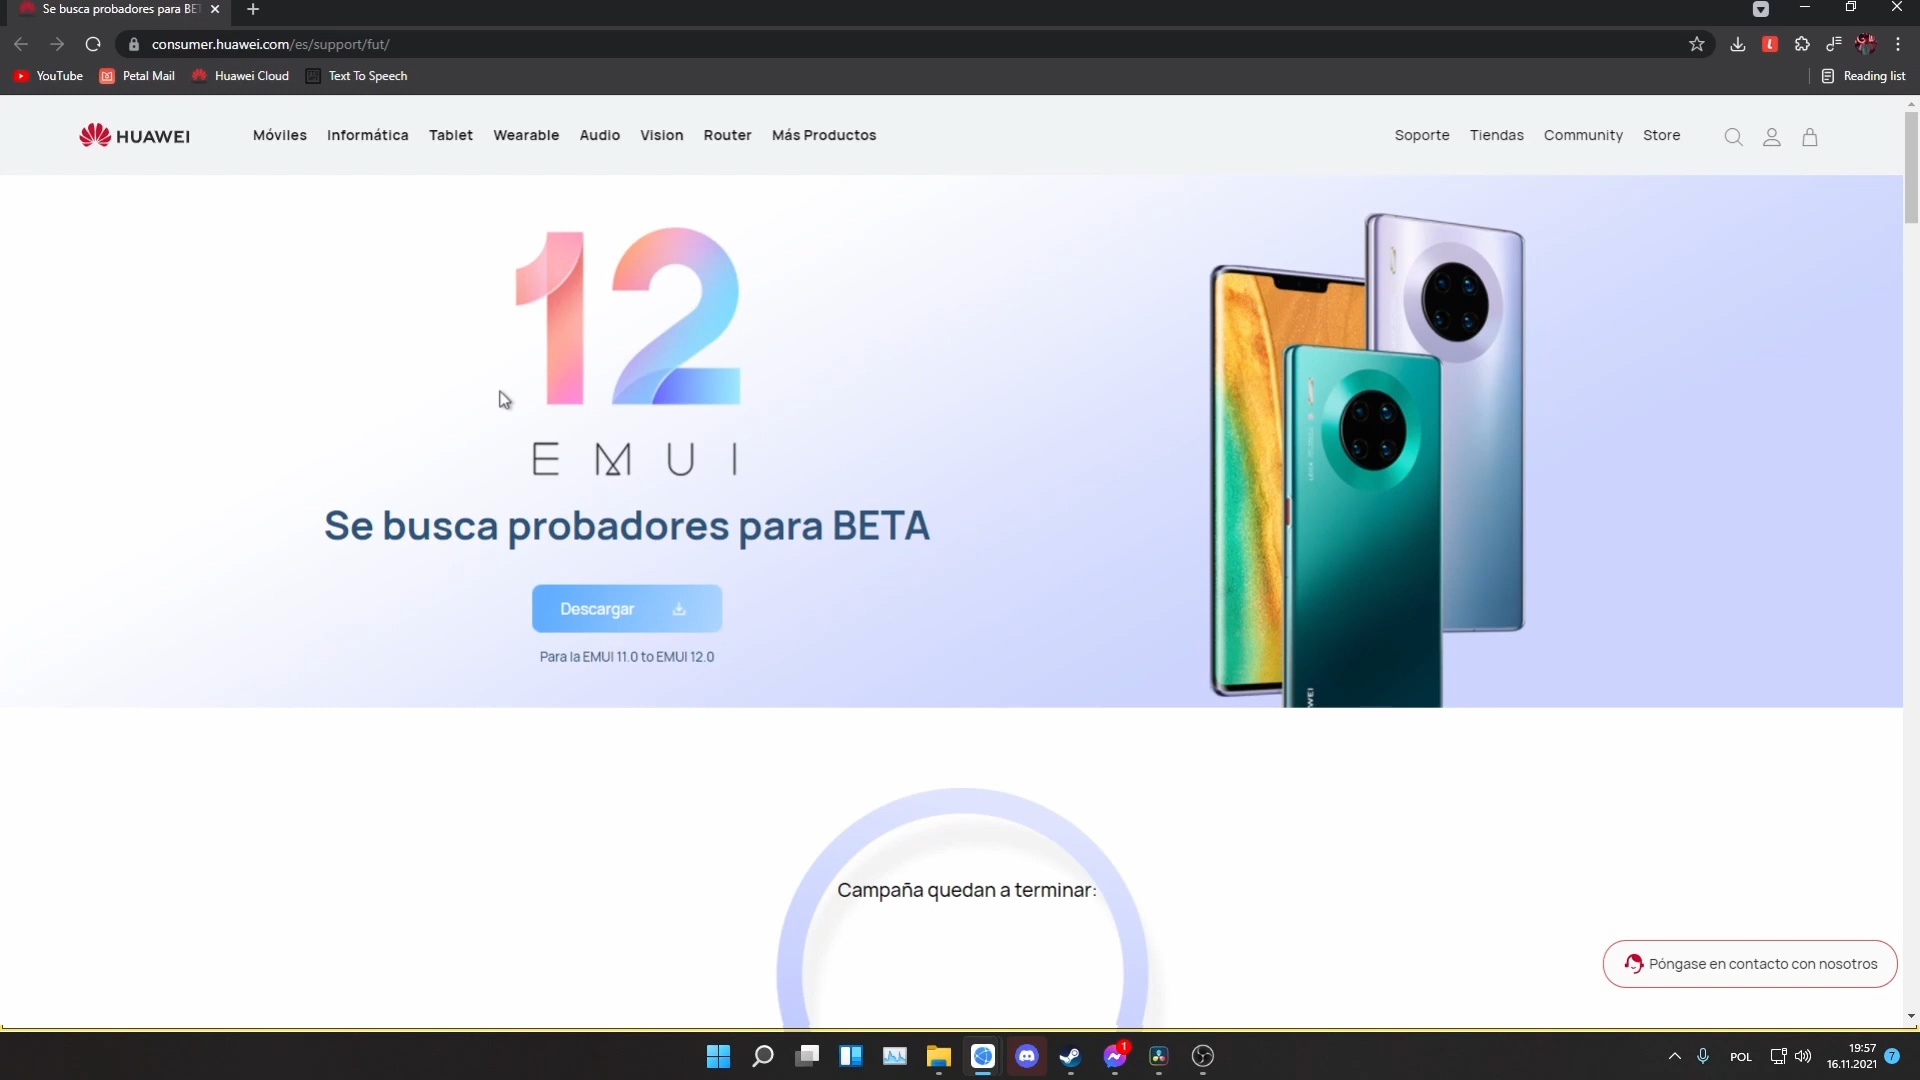 Se busca probadores para BET
consumer.huawei.com/es/support/fut/
YouTube
Petal Mail
Huawei Cloud
Text To Speech
Reading list
HUAWEI
Móviles
Informática
Tablet
Wearable
Audio
Vision
Router
Más Productos
Soporte
Tiendas
Community
Store
12
EMUI
Se busca probadores para BETA
Descargar
Para la EMUI 11.0 to EMUI 12.0
Campaña quedan a terminar:
Póngase en contacto con nosotros
1
POL
19:57
16.11.2021
7